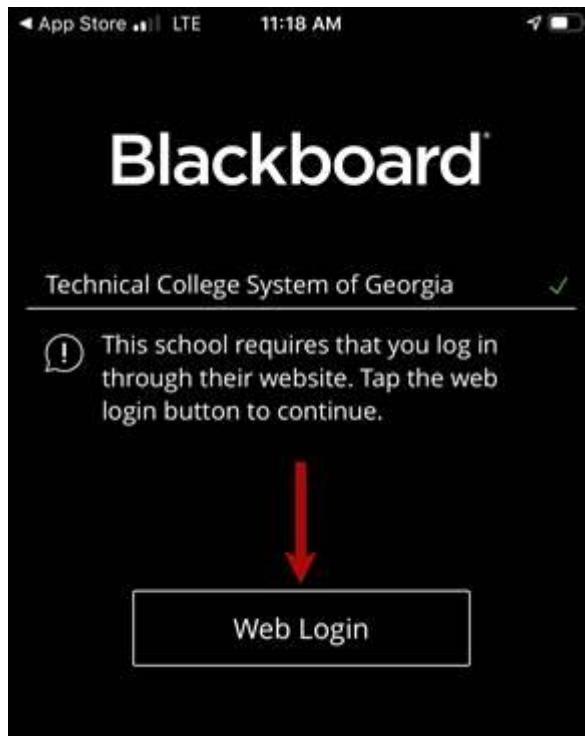 App Store LTE 11:18 AM
Blackboard
Technical College System of Georgia
This school requires that you log in
through their website. Tap the web
login button to continue.
Web Login